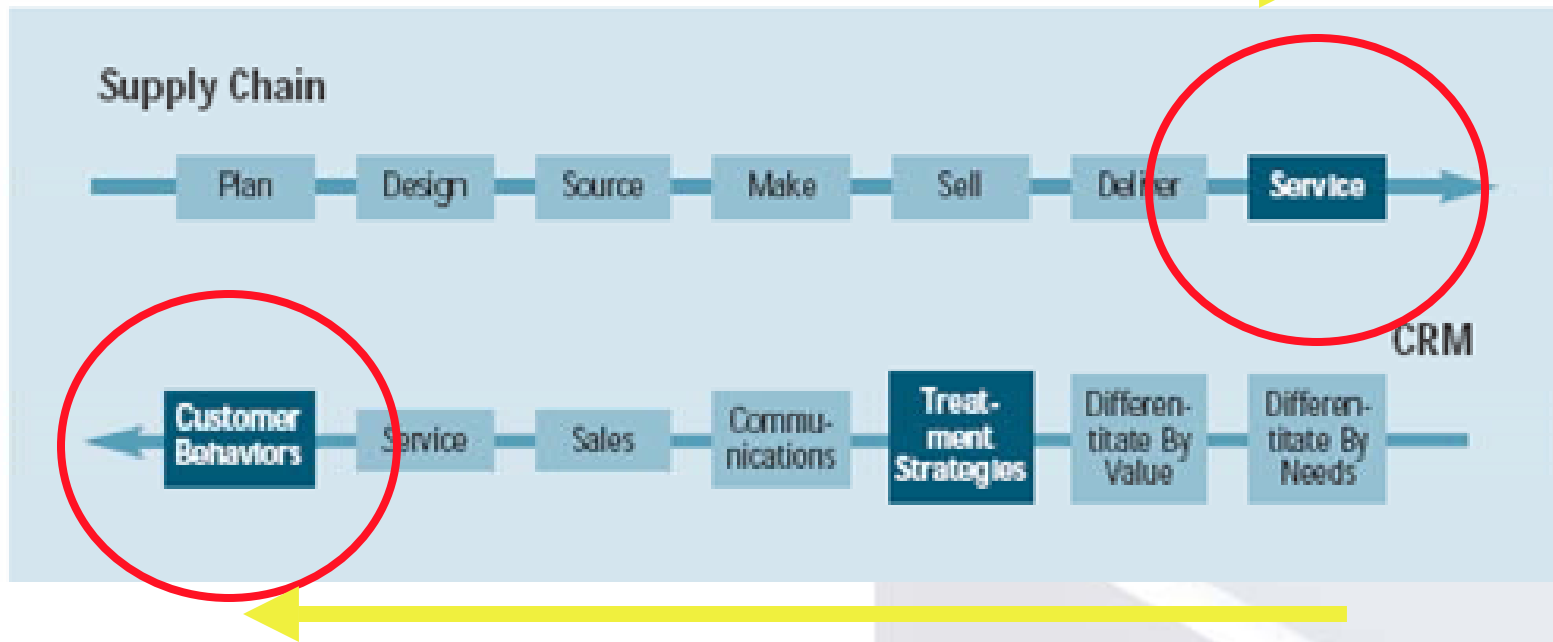 Supply Chain
Plan
Design
Source
Make
Sell
Deliver
Service
CRM
Customer
Behaviors
Service
Sales
Commu-
nications
Treat-
ment
Strategies
Differen-
titate By
Value
Differen-
titate By
Needs